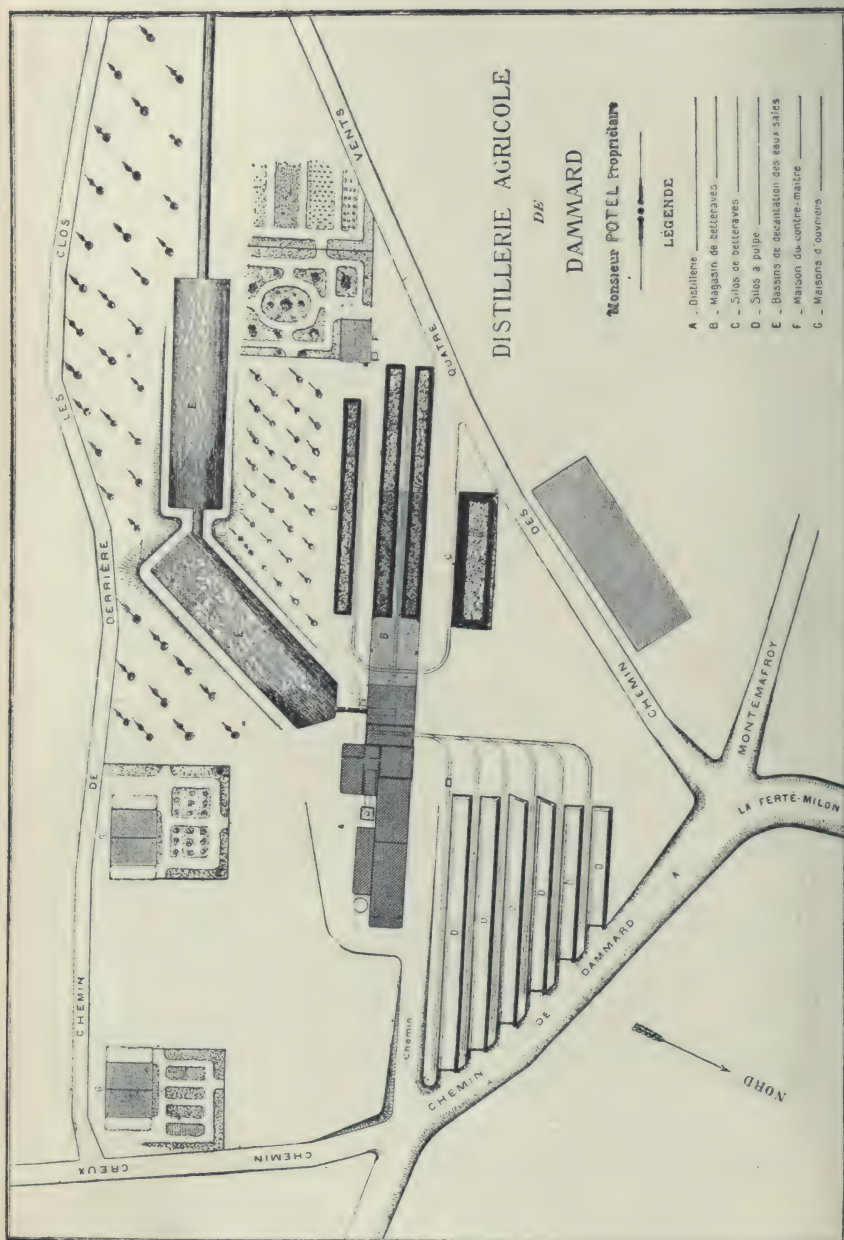 DISTILLERIE AGRICOLE
DE
DAMMARD
Monsieur POTEL Propriétaire
LÉGENDE
A - Distillerie
B - Magasin de betteraves
C - Silos de betteraves
D - Silos à pulpe
E - Bassins de décantation des eaux sales
F - Maison du contre-maître
G - Maisons d'ouvriers
CHEMIN DE DERRIÈRE LES CLOS
CHEMIN CREUX
CHEMIN DES QUATRE VENTS
CHEMIN DE DAMMARD A LA FERTÉ-MILON
MONTEMAFROY
Chemin
NORD
A
B
C
C
D
D
D
D
D
E
E
F
G
G